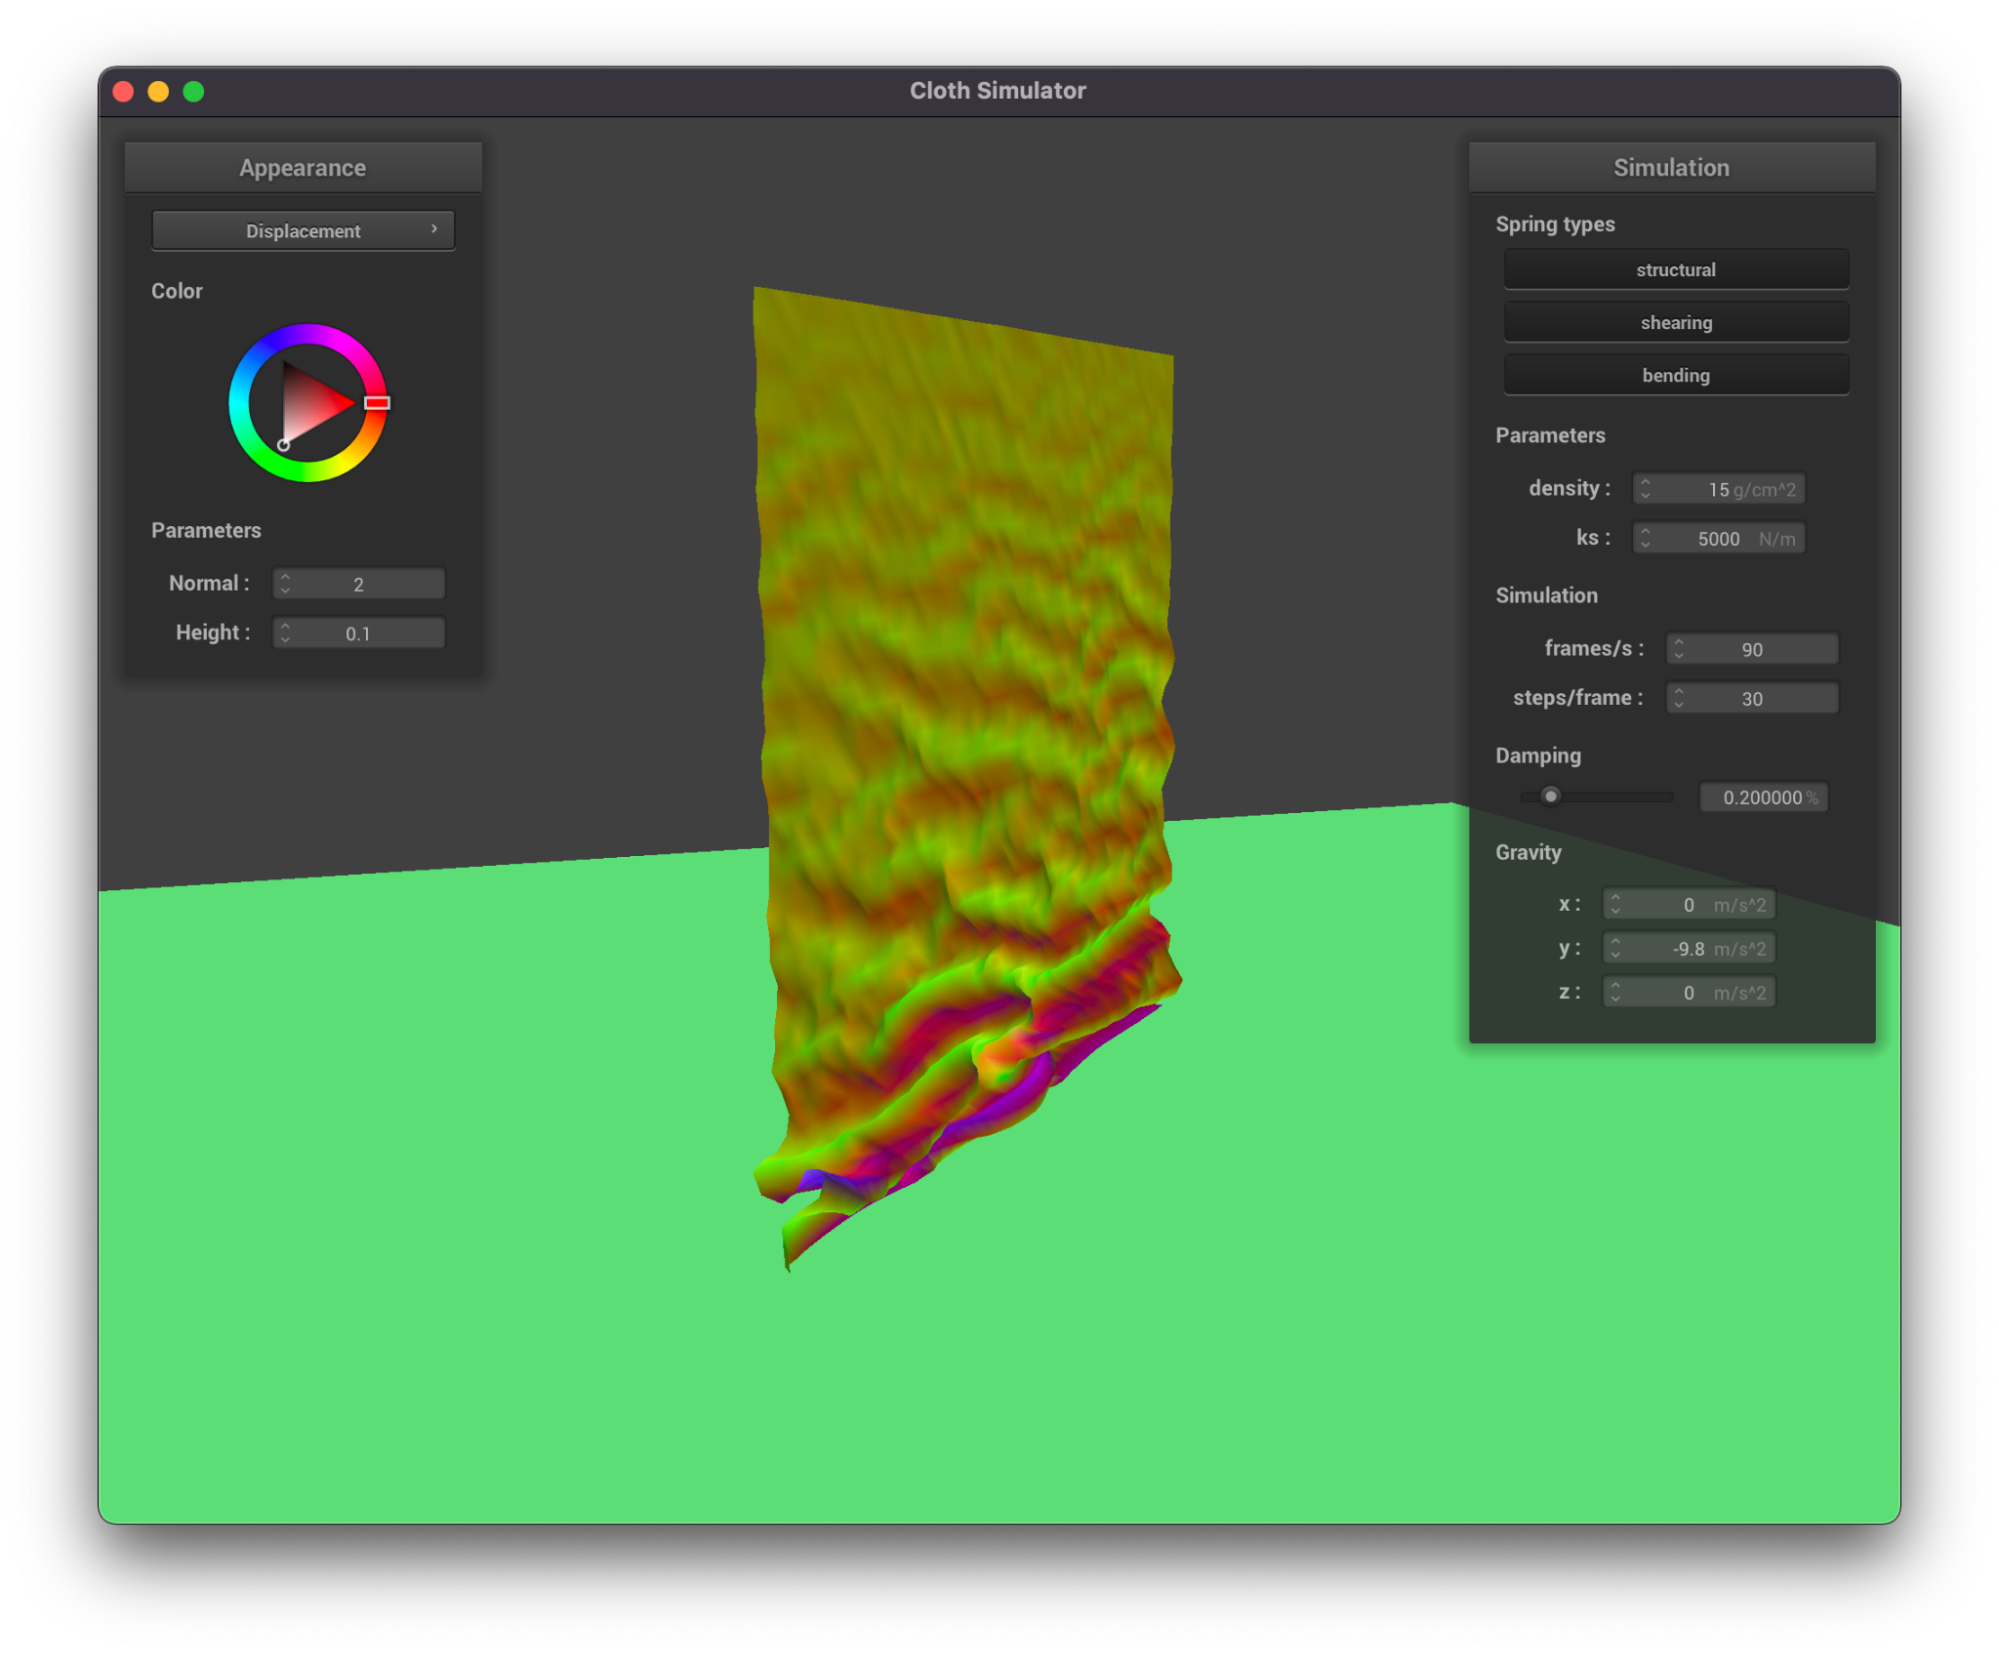 Cloth Simulator
Appearance
Displacement
Color
Parameters
Normal : 2
Height : 0.1
Simulation
Spring types
structural
shearing
bending
Parameters
density : 15 g/cm^2
ks : 5000 N/m
Simulation
frames/s : 90
steps/frame : 30
Damping
0.200000 %
Gravity
x : 0 m/s^2
y : -9.8 m/s^2
z : 0 m/s^2